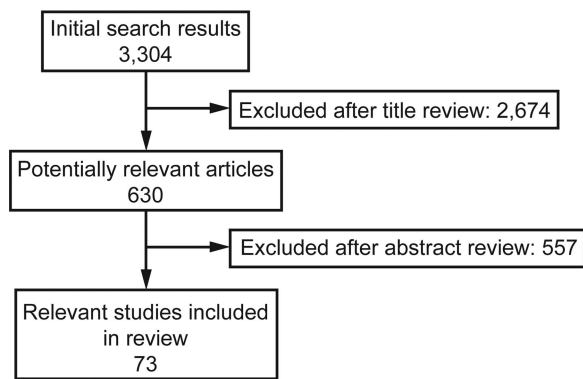 Initial search results
3,304
Excluded after title review: 2,674
Potentially relevant articles
630
Excluded after abstract review: 557
Relevant studies included
in review
73